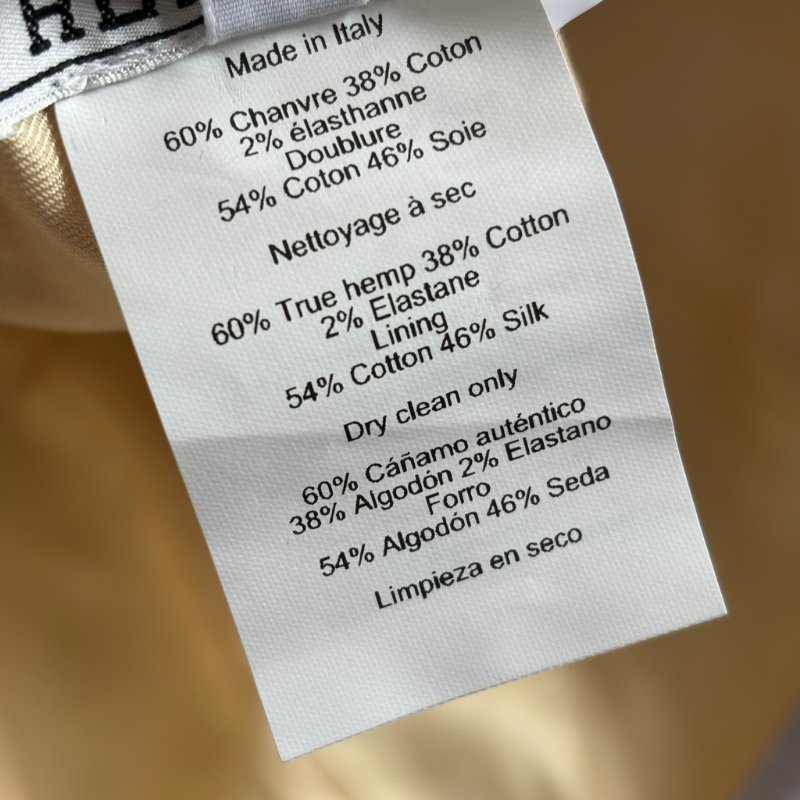 Made in Italy
60% Chanvre 38% Coton
2% élasthanne
Doublure
54% Coton 46% Soie
Nettoyage à sec
60% True hemp 38% Cotton
2% Elastane
Lining
54% Cotton 46% Silk
Dry clean only
60% Cáñamo auténtico
38% Algodón 2% Elastano
Forro
54% Algodón 46% Seda
Limpieza en seco